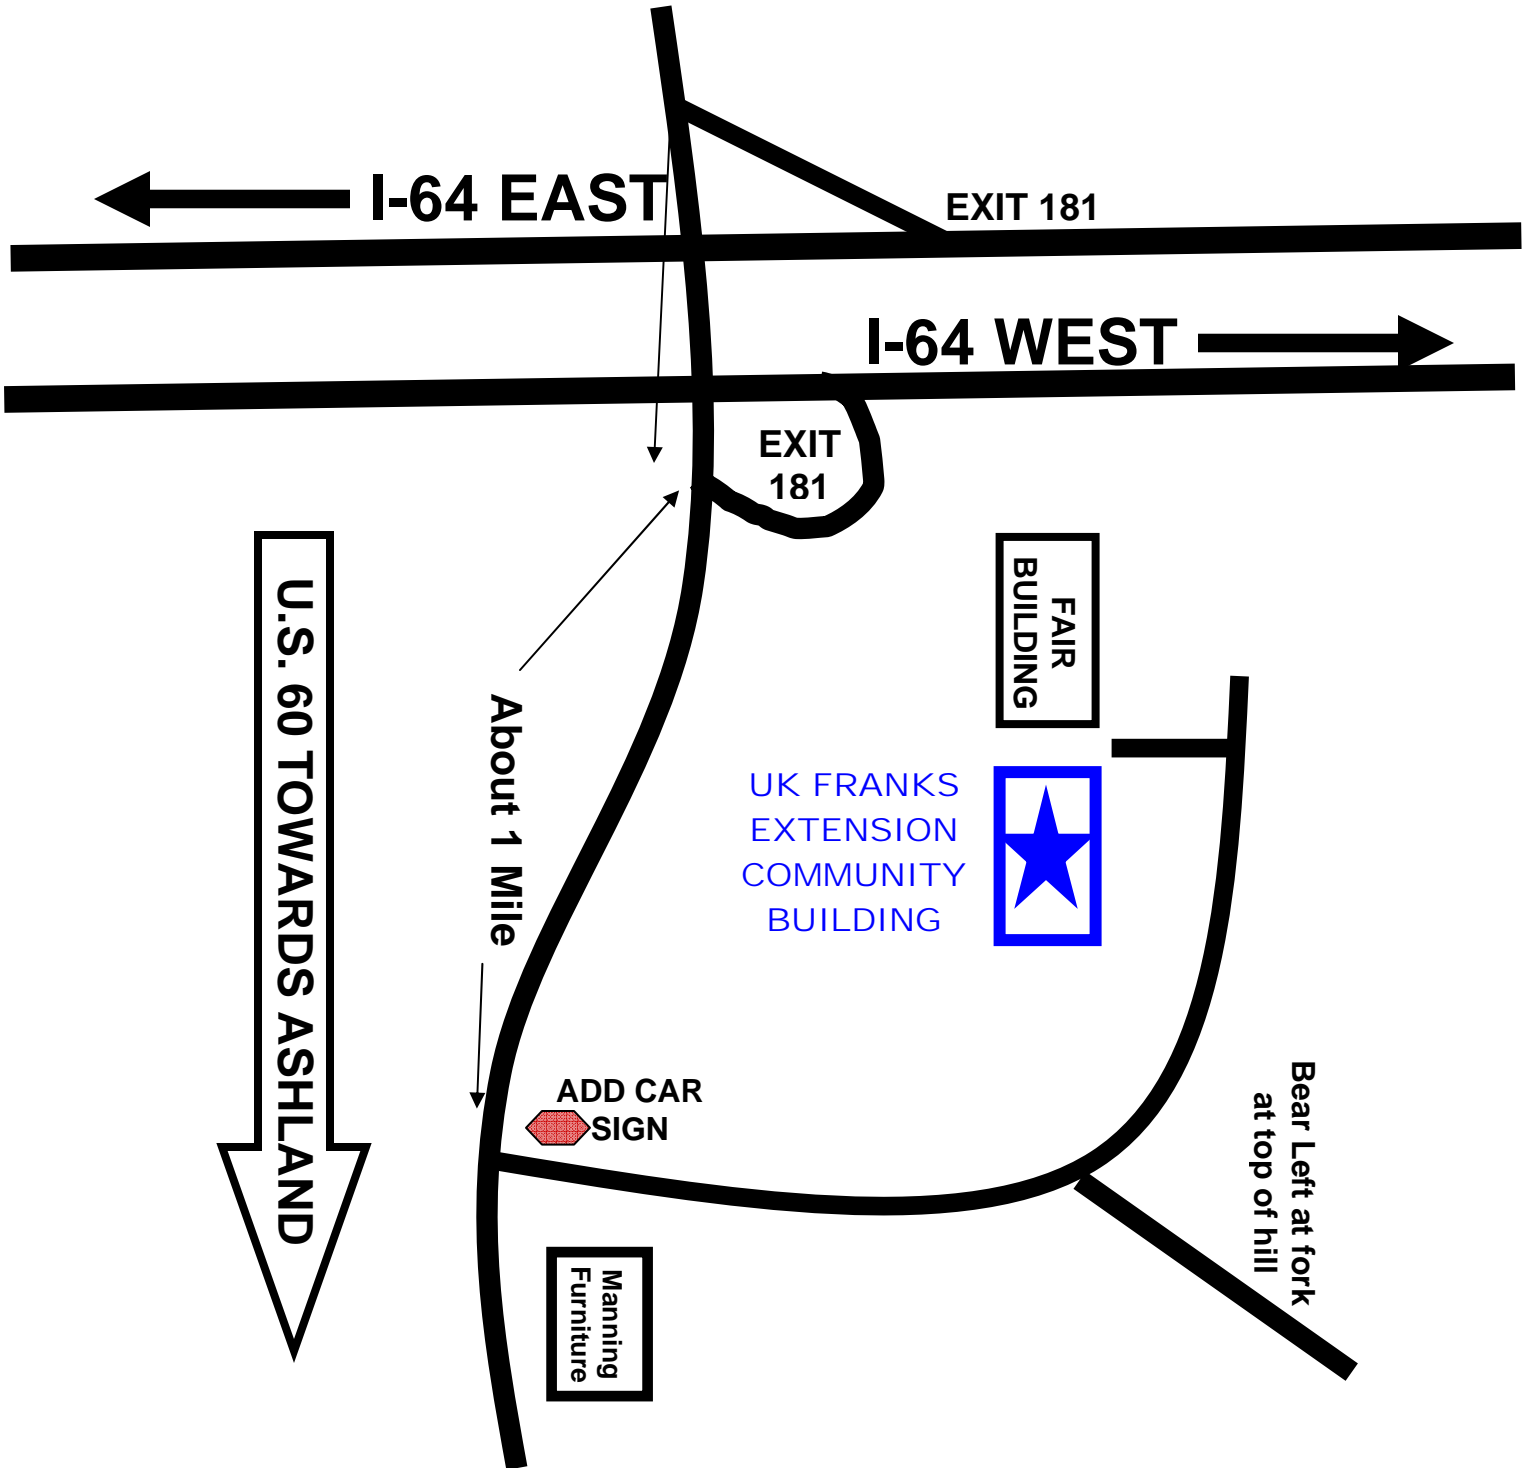 I-64 EAST
EXIT 181
I-64 WEST
EXIT
181
FAIR
BUILDING
U.S. 60 TOWARDS ASHLAND
About 1 Mile
UK FRANKS
EXTENSION
COMMUNITY
BUILDING
ADD CAR
SIGN
Bear Left at fork
at top of hill
Manning
Furniture